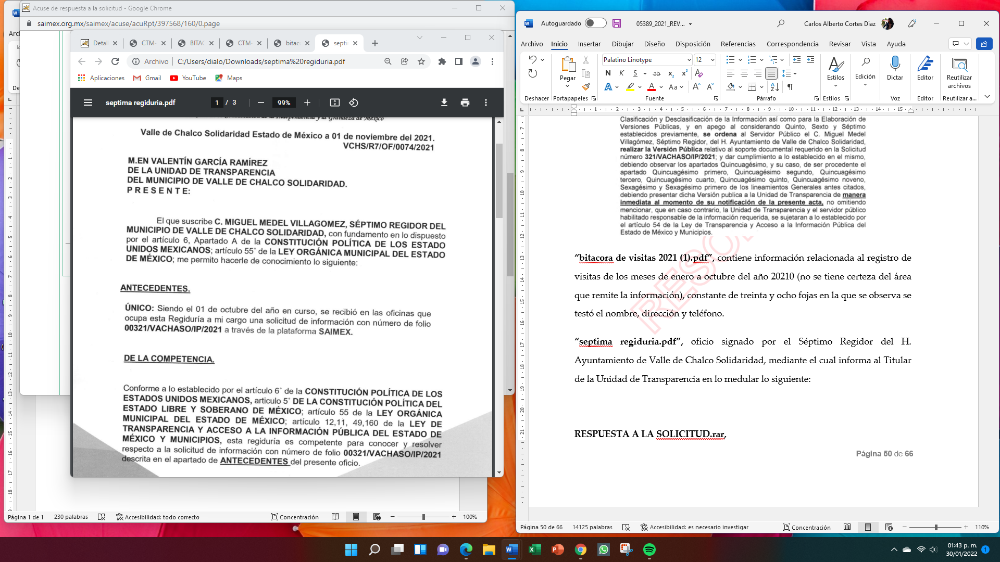 Acuse de respuesta a la solicitud - Google Chrome
saimex.org.mx/saimex/acuse/acuRpt/397568/160/0.page
Detal
CTM-
BITAC
CTM-
bitac
septi
Archivo
C:/Users/dialo/Downloads/septima%20regiduria.pdf
Aplicaciones
Gmail
YouTube
Maps
septima regiduria.pdf
1 / 3
99%
de la Independencia y la Grandeza de México
Valle de Chalco Solidaridad Estado de México a 01 de noviembre del 2021.
VCHS/R7/OF/0074/2021
M.EN VALENTÍN GARCÍA RAMÍREZ
DE LA UNIDAD DE TRANSPARENCIA
DEL MUNICIPIO DE VALLE DE CHALCO SOLIDARIDAD.
P R E S E N T E:
El que suscribe C. MIGUEL MEDEL VILLAGOMEZ, SÉPTIMO REGIDOR DEL
MUNICIPIO DE VALLE DE CHALCO SOLIDARIDAD, con fundamento en lo dispuesto
por el artículo 6, Apartado A de la CONSTITUCIÓN POLÍTICA DE LOS ESTADO
UNIDOS MEXICANOS; artículo 55° de la LEY ORGÁNICA MUNICIPAL DEL ESTADO
DE MÉXICO; me permito hacerle de conocimiento lo siguiente:
ANTECEDENTES.
ÚNICO: Siendo el 01 de octubre del año en curso, se recibió en las oficinas que
ocupa esta Regiduría a mi cargo una solicitud de información con número de folio
00321/VACHASO/IP/2021 a través de la plataforma SAIMEX.
DE LA COMPETENCIA.
Conforme a lo establecido por el artículo 6° de la CONSTITUCIÓN POLÍTICA DE LOS
ESTADOS UNIDOS MEXICANOS, articulo 5° DE LA CONSTITUCIÓN POLÍTICA DEL
ESTADO LIBRE Y SOBERANO DE MÉXICO; artículo 55 de la LEY ORGÁNICA
MUNICIPAL DEL ESTADO DE MÉXICO; artículo 12,11, 49,160 de la LEY DE
TRANSPARENCIA Y ACCESO A LA INFORMACIÓN PÚBLICA DEL ESTADO DE
MÉXICO Y MUNICIPIOS, esta regiduría es competente para conocer y resolver
respecto a la solicitud de información con número de folio 00321/VACHASO/IP/2021
descrita en el apartado de ANTECEDENTES del presente oficio.
Página 1 de 1
230 palabras
Accesibilidad: todo correcto
Concentración
100%
Autoguardado
05389_2021_REV...
Carlos Alberto Cortes Diaz
Archivo
Inicio
Insertar
Dibujar
Diseño
Disposición
Referencias
Correspondencia
Revisar
Vista
Ayuda
Pegar
Palatino Linotype
12
N K S ab x₂ x²
Estilos
Edición
Dictar
Editor
Reutilizar
archivos
Deshacer
Portapapeles
Fuente
Párrafo
Estilos
Voz
Editor
Reutilizar a...
Clasificación y Desclasificación de la Información así como para la Elaboración de
Versiones Públicas, y en apego al considerando Quinto, Sexto y Séptimo
establecidos previamente, se ordena al Servidor Público el C. Miguel Medel
Villagómez, Séptimo Regidor, del H. Ayuntamiento de Valle de Chalco Solidaridad,
realizar la Versión Pública relativo al soporte documental requerido en la Solicitud
número 321/VACHASO/IP/2021; y dar cumplimiento a lo establecido en el mismo,
debiendo observar los apartados Quincuagésimo, y su caso, de ser procedente el
apartado Quincuagésimo primero, Quincuagésimo segundo, Quincuagésimo
tercero, Quincuagésimo cuarto, Quincuagésimo quinto, Quincuagésimo noveno,
Sexagésimo y Sexagésimo primero de los lineamientos Generales antes citados,
debiendo presentar dicha Versión publica a la Unidad de Transparencia de manera
inmediata al momento de su notificación de la presente acta, no omitiendo
mencionar, que en caso contrario, la Unidad de Transparencia y el servidor público
habilitado responsable de la información requerida, se sujetaran a lo establecido por
el artículo 54 de la Ley de Transparencia y Acceso a la Información Pública del
Estado de México y Municipios.
“bitacora de visitas 2021 (1).pdf”, contiene información relacionada al registro de
visitas de los meses de enero a octubre del año 20210 (no se tiene certeza del área
que remite la información), constante de treinta y ocho fojas en la que se observa se
testó el nombre, dirección y teléfono.
“septima regiduria.pdf”, oficio signado por el Séptimo Regidor del H.
Ayuntamiento de Valle de Chalco Solidaridad, mediante el cual informa al Titular
de la Unidad de Transparencia en lo medular lo siguiente:
RESPUESTA A LA SOLICITUD.rar,
Página 50 de 66
Página 50 de 66
14125 palabras
Accesibilidad: es necesario investigar
Concentración
110%
01:43 p. m.
30/01/2022